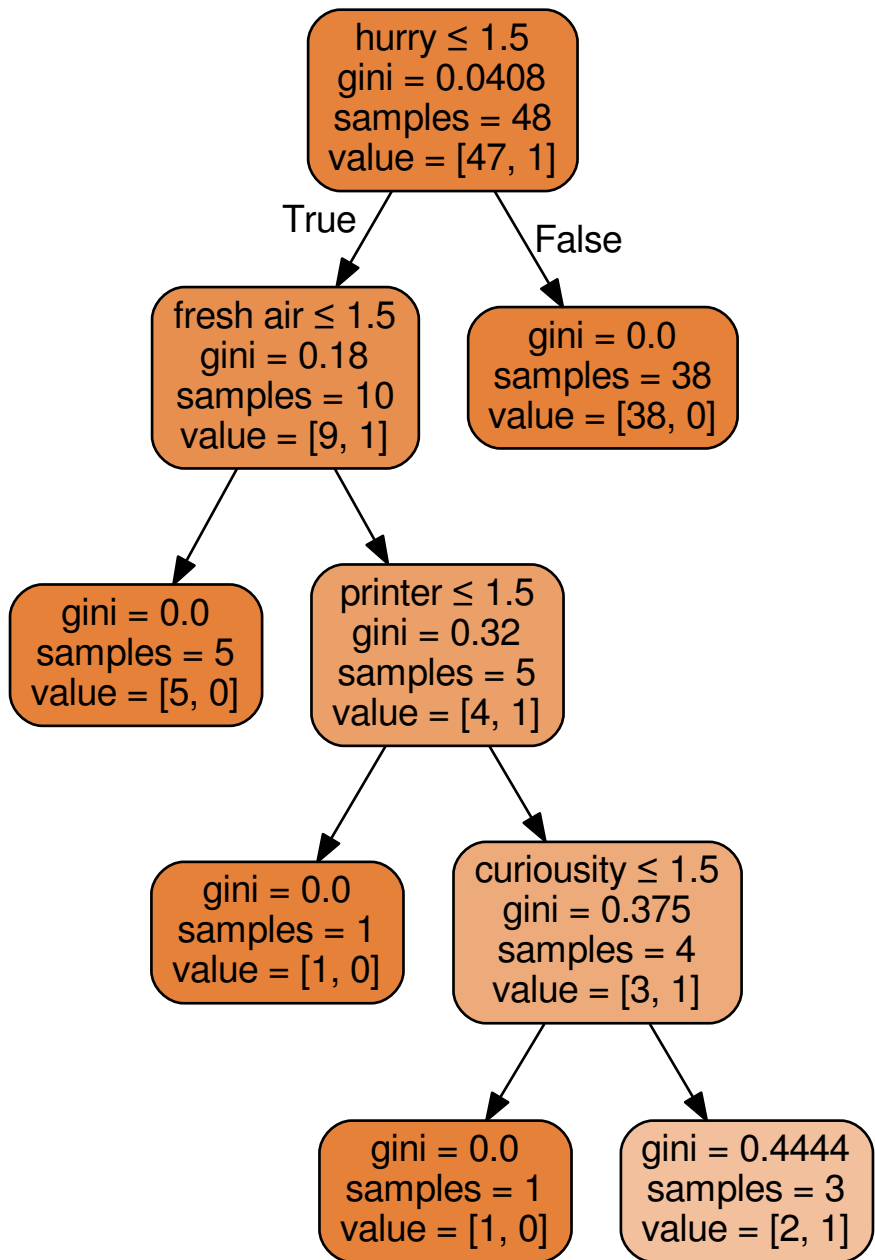 hurry ≤ 1.5
gini = 0.0408
samples = 48
value = [47, 1]
True
False
fresh air ≤ 1.5
gini = 0.18
samples = 10
value = [9, 1]
gini = 0.0
samples = 38
value = [38, 0]
gini = 0.0
samples = 5
value = [5, 0]
printer ≤ 1.5
gini = 0.32
samples = 5
value = [4, 1]
gini = 0.0
samples = 1
value = [1, 0]
curiousity ≤ 1.5
gini = 0.375
samples = 4
value = [3, 1]
gini = 0.0
samples = 1
value = [1, 0]
gini = 0.4444
samples = 3
value = [2, 1]